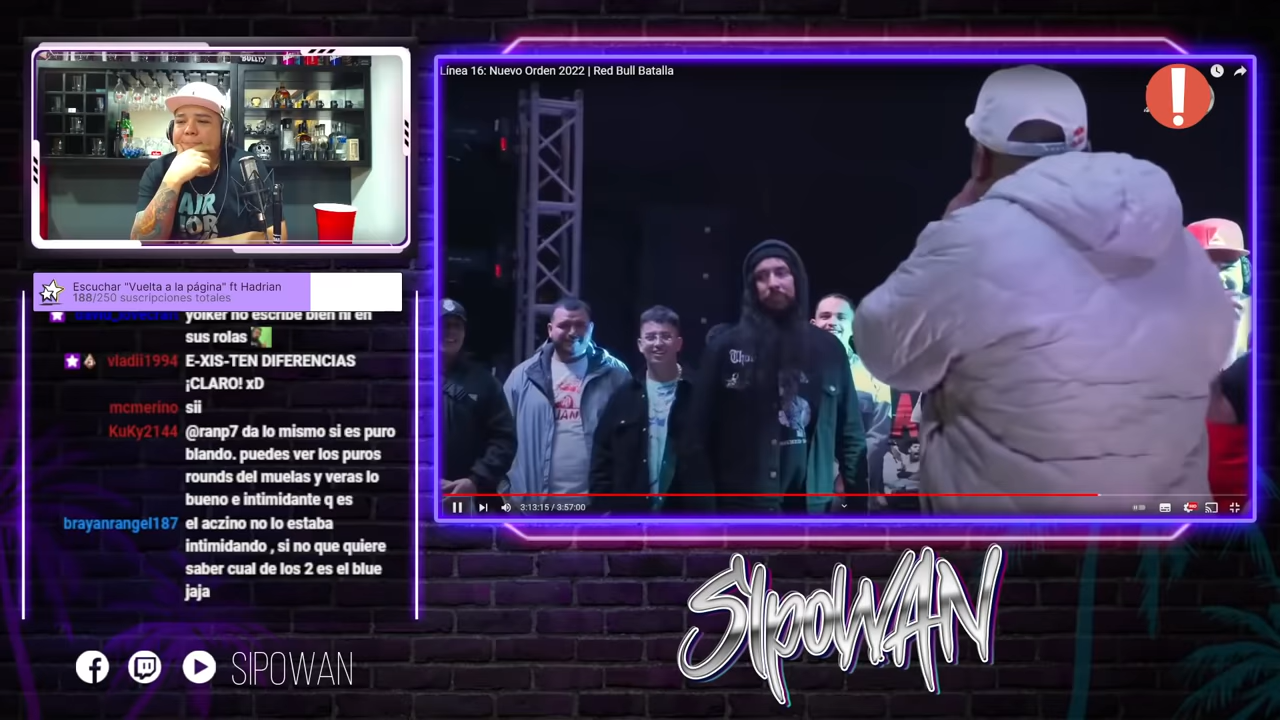 Línea 16: Nuevo Orden 2022 | Red Bull Batalla
BULLY
AIR
Escuchar "Vuelta a la página" ft Hadrian
188/250 suscripciones totales
yoiker no escribe bien ni en
sus rolas
vladii1994 E-XIS-TEN DIFERENCIAS
¡CLARO! xD
mcmerino sii
KuKy2144 @ranp7 da lo mismo si es puro
blando. puedes ver los puros
rounds del muelas y veras lo
bueno e intimidante q es
brayanrangel187 el aczino no lo estaba
intimidando , si no que quiere
saber cual de los 2 es el blue
jaja
3:13:15 / 3:57:00
SIPOWAN
SIPOWAN